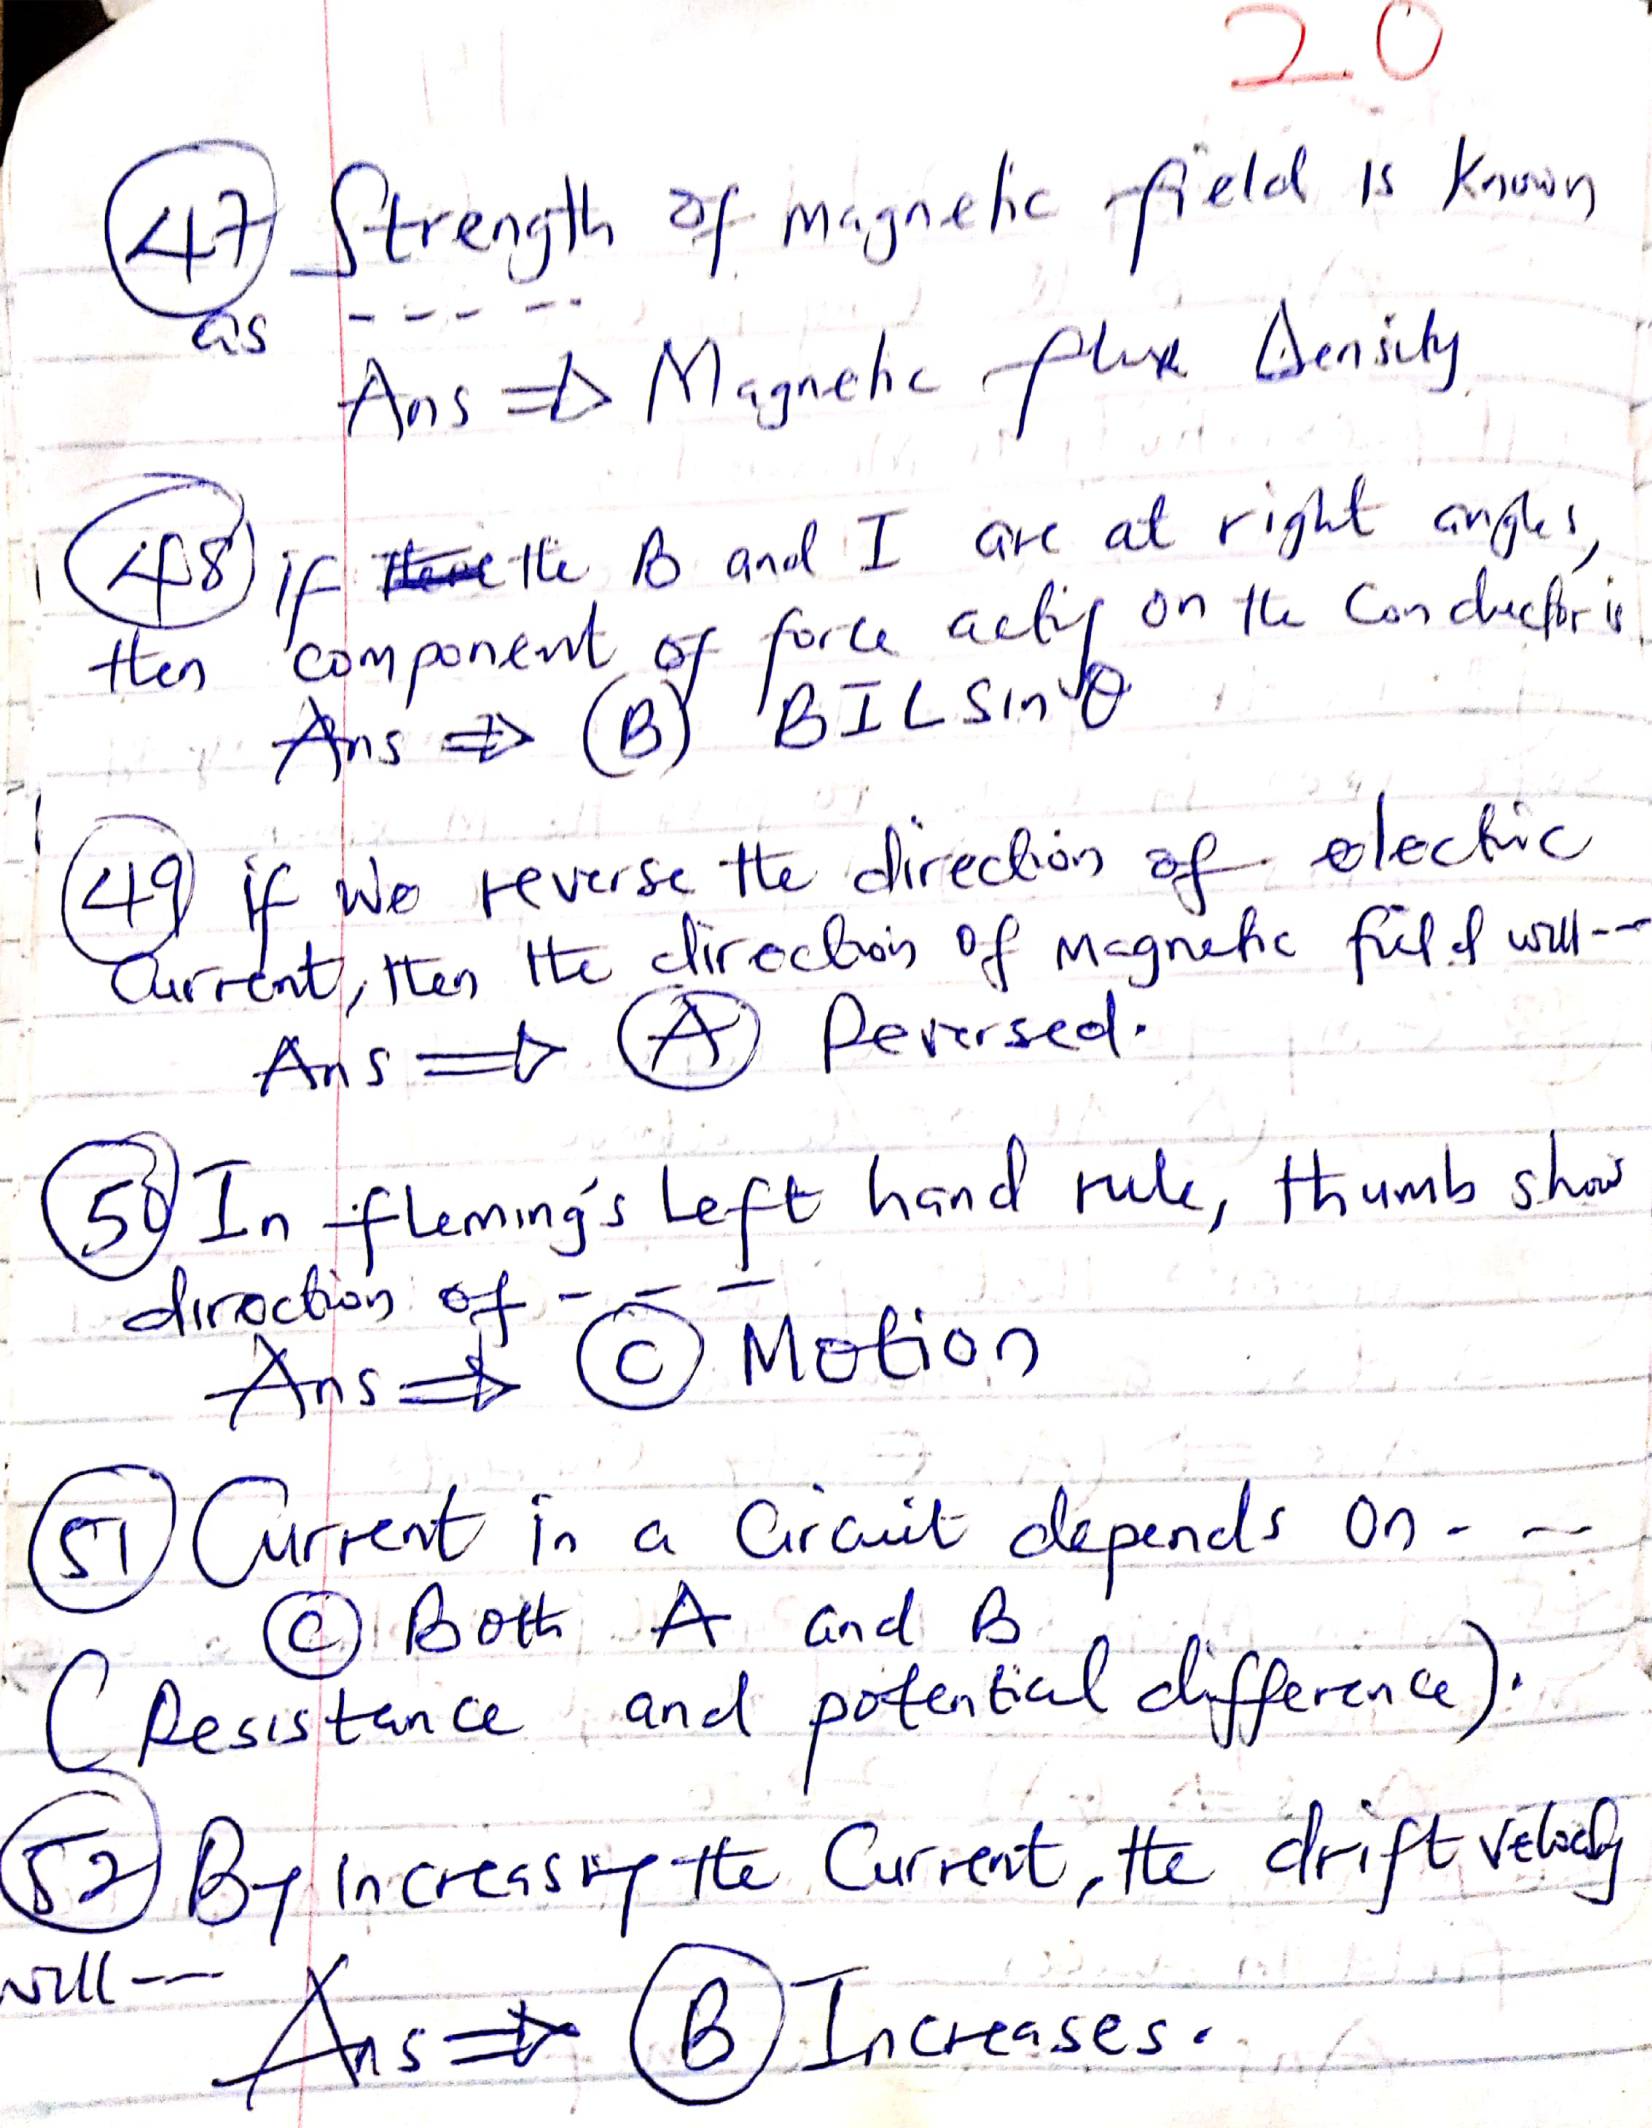 20
47 Strength of magnetic field is Known
as - - - - -
Ans ⇒ Magnetic flux Density
48 if the B and I are at right angles,
then component of force acting on the Conductor is
Ans ⇒ (B) BILSinθ
49 if we reverse the direction of electric
Current, then the direction of magnetic field will --
Ans ⇒ (A) Reversed.
50 In fleming's Left hand rule, thumb show
direction of - - -
Ans ⇒ (C) Motion
51 Current in a Circuit depends on - --
(C) Both A and B
(Resistance and potential difference).
52 By increasing the Current, the drift velocity
will --
Ans ⇒ (B) Increases.